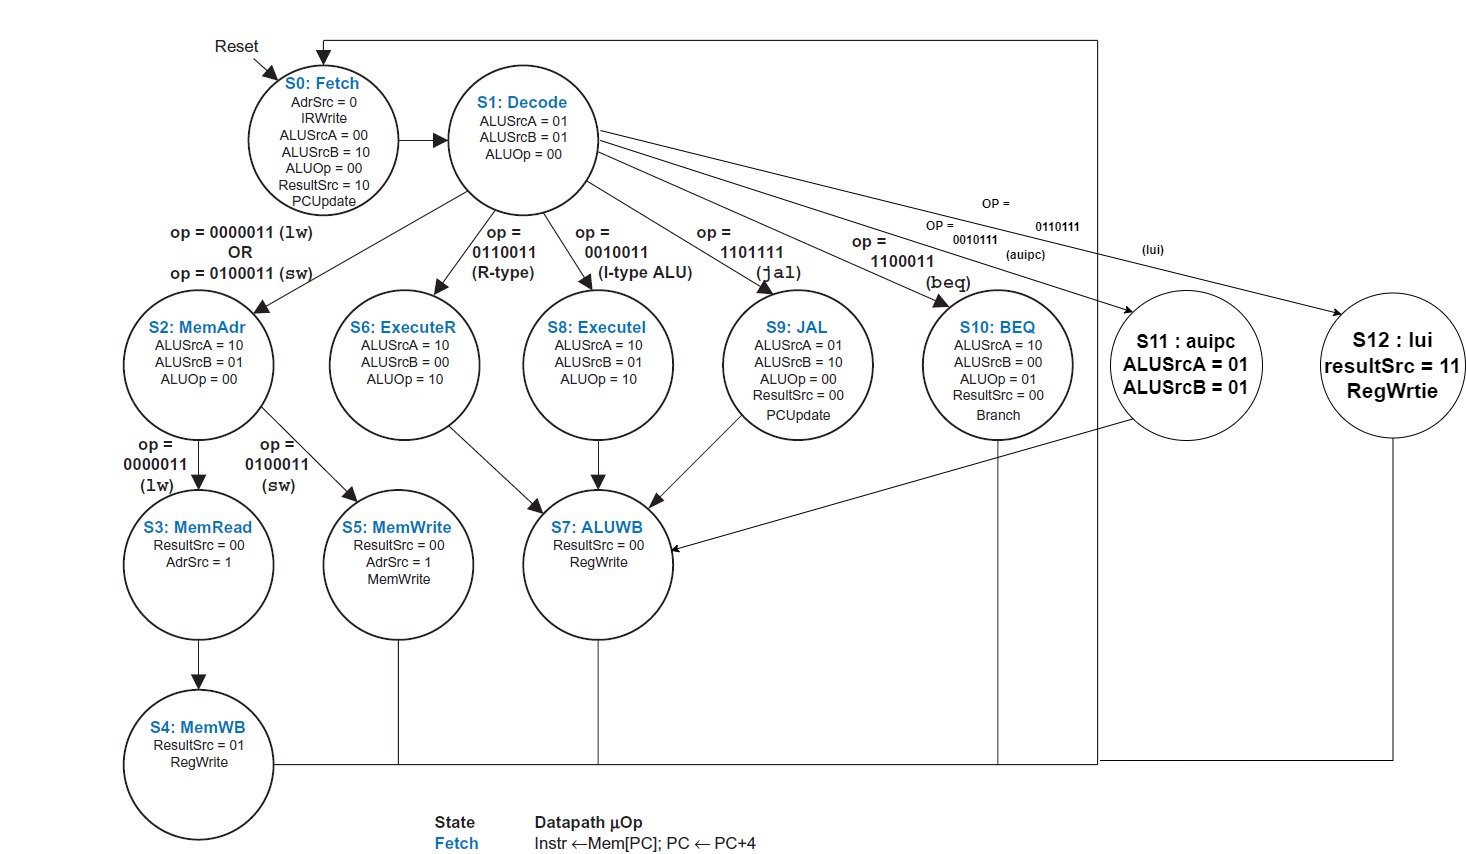 Reset
S0: Fetch
AdrSrc = 0
IRWrite
ALUSrcA = 00
ALUSrcB = 10
ALUOp = 00
ResultSrc = 10
PCUpdate
S1: Decode
ALUSrcA = 01
ALUSrcB = 01
ALUOp = 00
op = 0000011 (lw)
OR
op = 0100011 (sw)
op =
0110011
(R-type)
op =
0010011
(I-type ALU)
op =
1101111
(jal)
op =
1100011
(beq)
OP =
0010111
(auipc)
OP =
0110111
(lui)
S2: MemAdr
ALUSrcA = 10
ALUSrcB = 01
ALUOp = 00
S6: ExecuteR
ALUSrcA = 10
ALUSrcB = 00
ALUOp = 10
S8: ExecuteI
ALUSrcA = 10
ALUSrcB = 01
ALUOp = 10
S9: JAL
ALUSrcA = 01
ALUSrcB = 10
ALUOp = 00
ResultSrc = 00
PCUpdate
S10: BEQ
ALUSrcA = 10
ALUSrcB = 00
ALUOp = 01
ResultSrc = 00
Branch
S11 : auipc
ALUSrcA = 01
ALUSrcB = 01
S12 : lui
resultSrc = 11
RegWrtie
op =
0000011
(lw)
op =
0100011
(sw)
S3: MemRead
ResultSrc = 00
AdrSrc = 1
S5: MemWrite
ResultSrc = 00
AdrSrc = 1
MemWrite
S7: ALUWB
ResultSrc = 00
RegWrite
S4: MemWB
ResultSrc = 01
RegWrite
State Datapath μOp
Fetch Instr ←Mem[PC]; PC ← PC+4